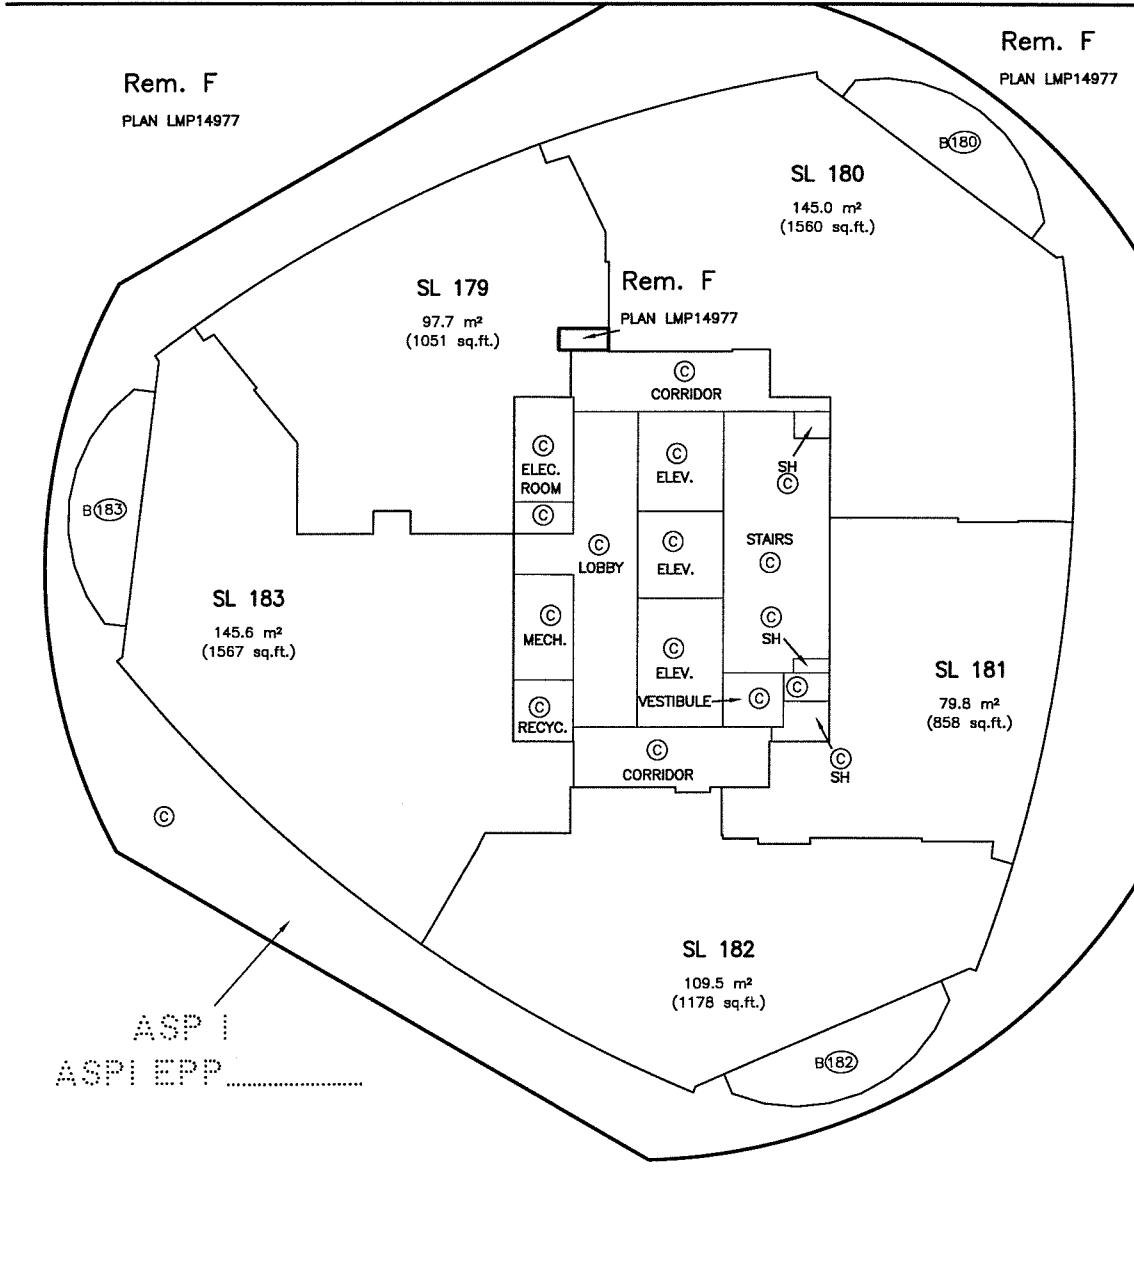 Rem. F
PLAN LMP14977
Rem. F
PLAN LMP14977
B 180
SL 180
145.0 m²
(1560 sq.ft.)
SL 179
97.7 m²
(1051 sq.ft.)
Rem. F
PLAN LMP14977
C
CORRIDOR
C
ELEC.
ROOM
C
C
ELEV.
SH
C
B 183
C
LOBBY
C
ELEV.
STAIRS
C
SL 183
145.6 m²
(1567 sq.ft.)
C
MECH.
C
ELEV.
C
SH
SL 181
79.8 m²
(858 sq.ft.)
C
RECYC.
VESTIBULE
C
C
C
CORRIDOR
C
SH
C
SL 182
109.5 m²
(1178 sq.ft.)
ASP I
ASPI EPP
B 182